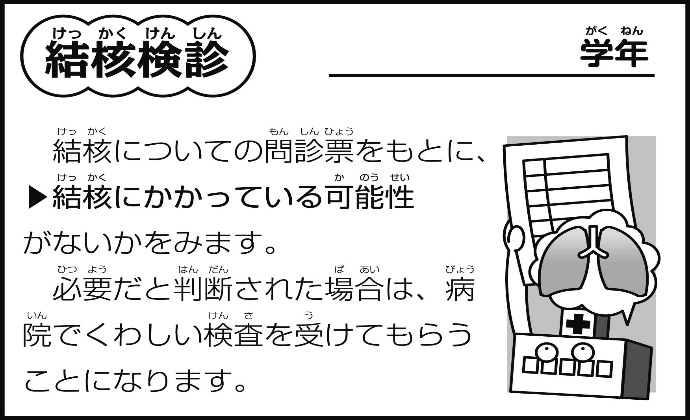 結核検診
学年
結核についての問診票をもとに、
▶結核にかかっている可能性
がないかをみます。
必要だと判断された場合は、病
院でくわしい検査を受けてもらう
ことになります。